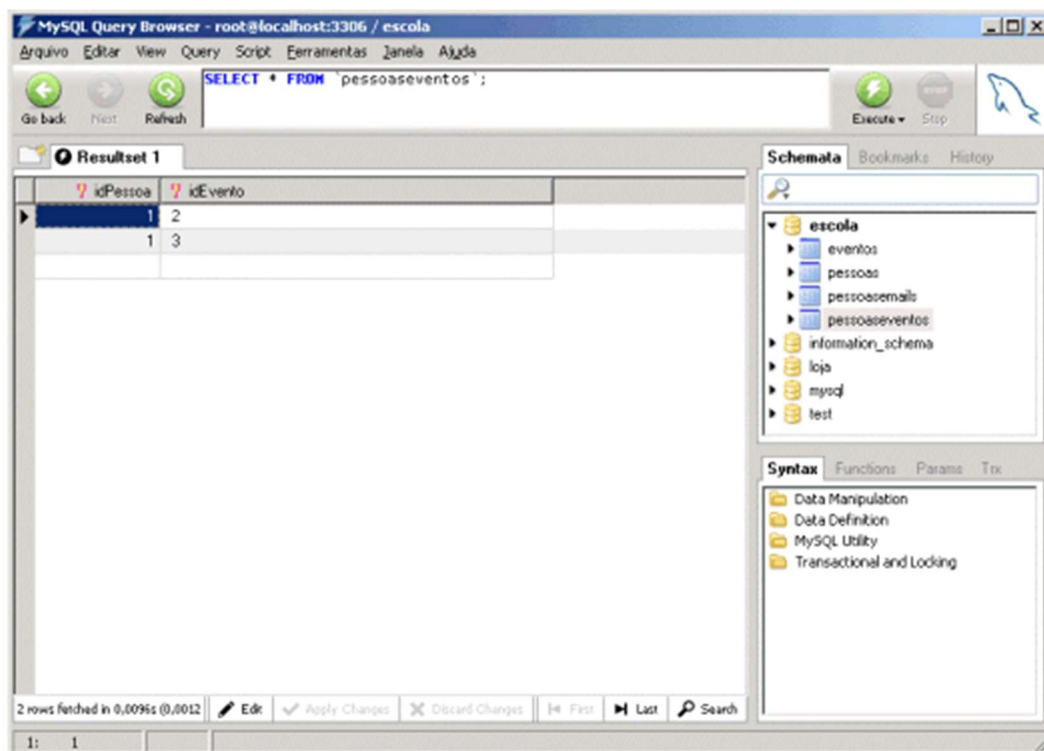 MySQL Query Browser - root@localhost:3306 / escola
Arquivo Editar View Query Script Ferramentas Janela Ajuda
SELECT * FROM `pessoaseventos`;
Go back Next Refresh
Execute Stop
Resultset 1
idPessoa idEvento
1 2
1 3
2 rows fetched in 0,0096s (0,0012
Edit Apply Changes Discard Changes First Last Search
1: 1
Schemata Bookmarks History
escola
eventos
pessoas
pessoasemails
pessoaseventos
information_schema
loja
mysql
test
Syntax Functions Params Trx
Data Manipulation
Data Definition
MySQL Utility
Transactional and Locking